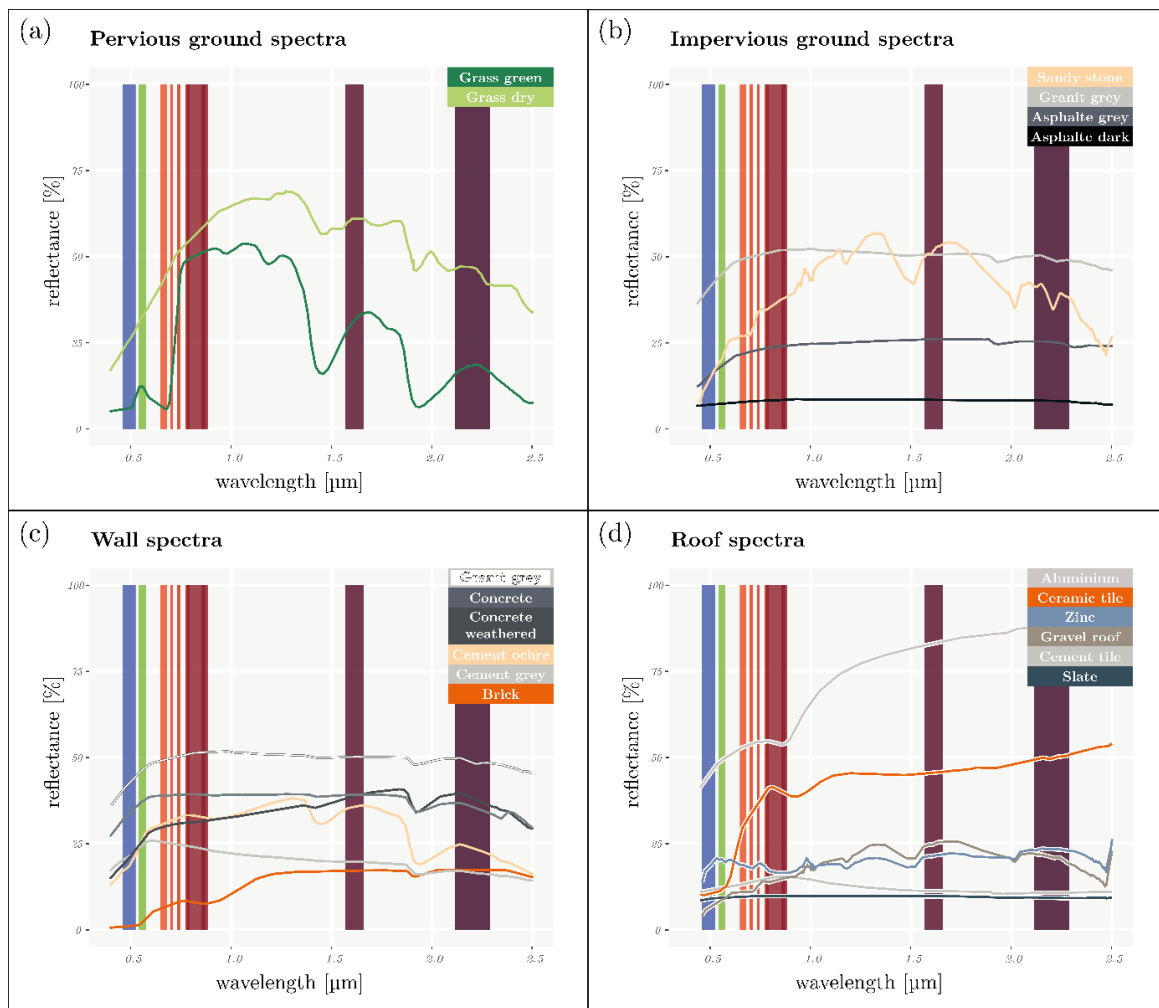 (a)
Pervious ground spectra
Grass green
Grass dry
100
75
50
25
0
reflectance [%]
0.5
1.0
1.5
2.0
2.5
wavelength [µm]
(b)
Impervious ground spectra
Sandy stone
Granit grey
Asphalte grey
Asphalte dark
100
75
50
25
0
reflectance [%]
0.5
1.0
1.5
2.0
2.5
wavelength [µm]
(c)
Wall spectra
Granit grey
Concrete
Concrete
weathered
Cement ochre
Cement grey
Brick
100
75
50
25
0
reflectance [%]
0.5
1.0
1.5
2.0
2.5
wavelength [µm]
(d)
Roof spectra
Aluminium
Ceramic tile
Zinc
Gravel roof
Cement tile
Slate
100
75
50
25
0
reflectance [%]
0.5
1.0
1.5
2.0
2.5
wavelength [µm]